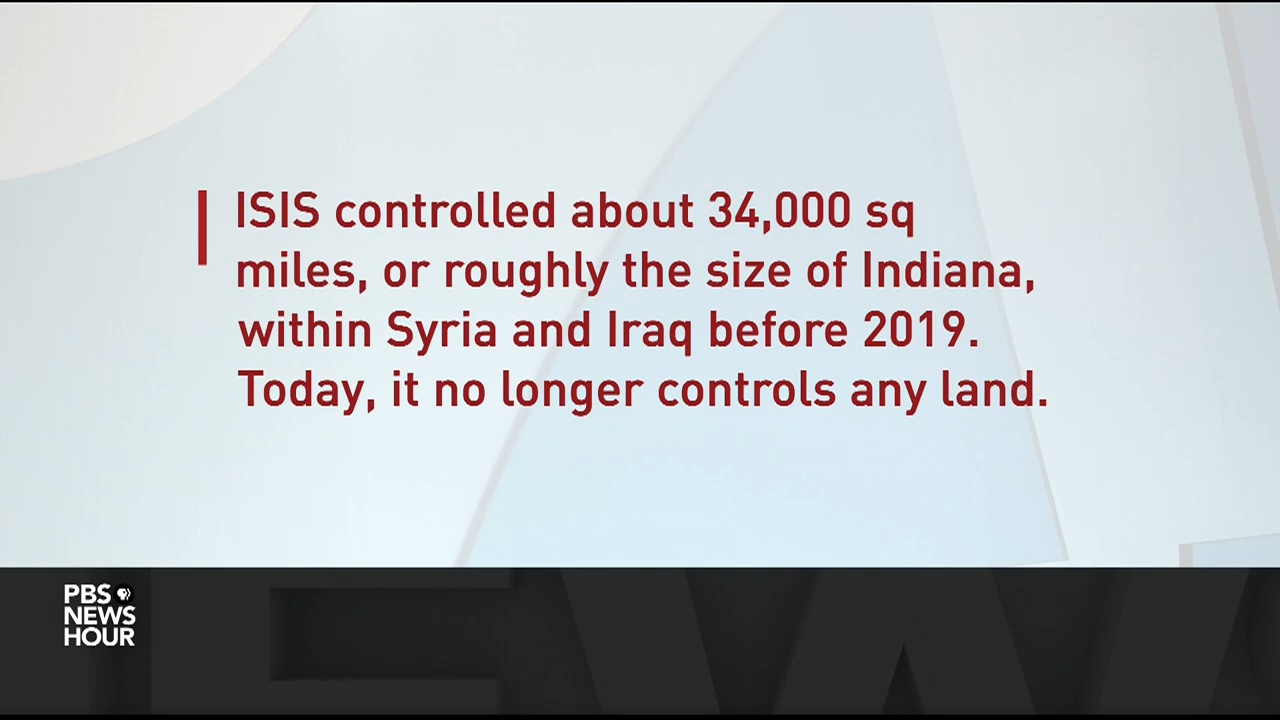 ISIS controlled about 34,000 sq
miles, or roughly the size of Indiana,
within Syria and Iraq before 2019.
Today, it no longer controls any land.
PBS
NEWS
HOUR